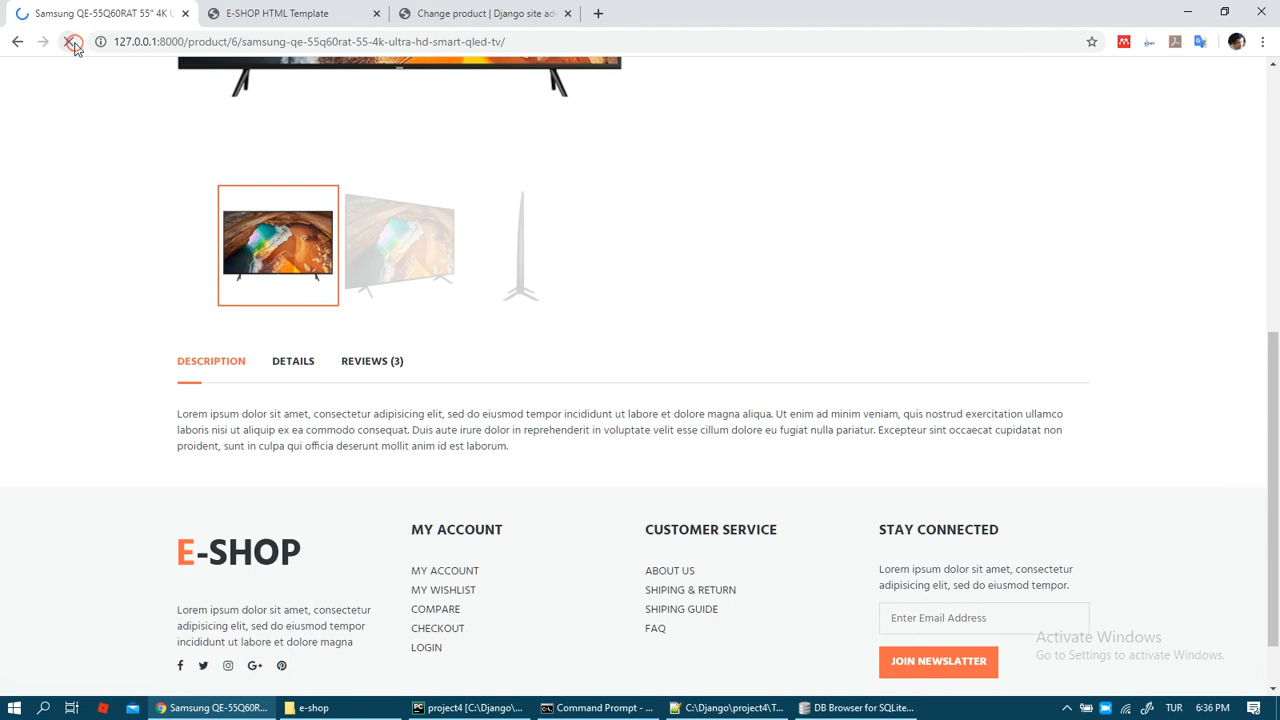 Samsung QE-55Q60RAT 55" 4K U
E-SHOP HTML Template
Change product | Django site ad
127.0.0.1:8000/product/6/samsung-qe-55q60rat-55-4k-ultra-hd-smart-qled-tv/
DESCRIPTION
DETAILS
REVIEWS (3)
Lorem ipsum dolor sit amet, consectetur adipisicing elit, sed do eiusmod tempor incididunt ut labore et dolore magna aliqua. Ut enim ad minim veniam, quis nostrud exercitation ullamco
laboris nisi ut aliquip ex ea commodo consequat. Duis aute irure dolor in reprehenderit in voluptate velit esse cillum dolore eu fugiat nulla pariatur. Excepteur sint occaecat cupidatat non
proident, sunt in culpa qui officia deserunt mollit anim id est laborum.
E-SHOP
Lorem ipsum dolor sit amet, consectetur
adipisicing elit, sed do eiusmod tempor
incididunt ut labore et dolore magna
MY ACCOUNT
MY ACCOUNT
MY WISHLIST
COMPARE
CHECKOUT
LOGIN
CUSTOMER SERVICE
ABOUT US
SHIPING & RETURN
SHIPING GUIDE
FAQ
STAY CONNECTED
Lorem ipsum dolor sit amet, consectetur
adipisicing elit, sed do eiusmod tempor.
Enter Email Address
JOIN NEWSLATTER
Activate Windows
Go to Settings to activate Windows.
Samsung QE-55Q60R...
e-shop
project4 [C:\Django\...
Command Prompt - ...
C:\Django\project4\T...
DB Browser for SQLite...
TUR
6:36 PM